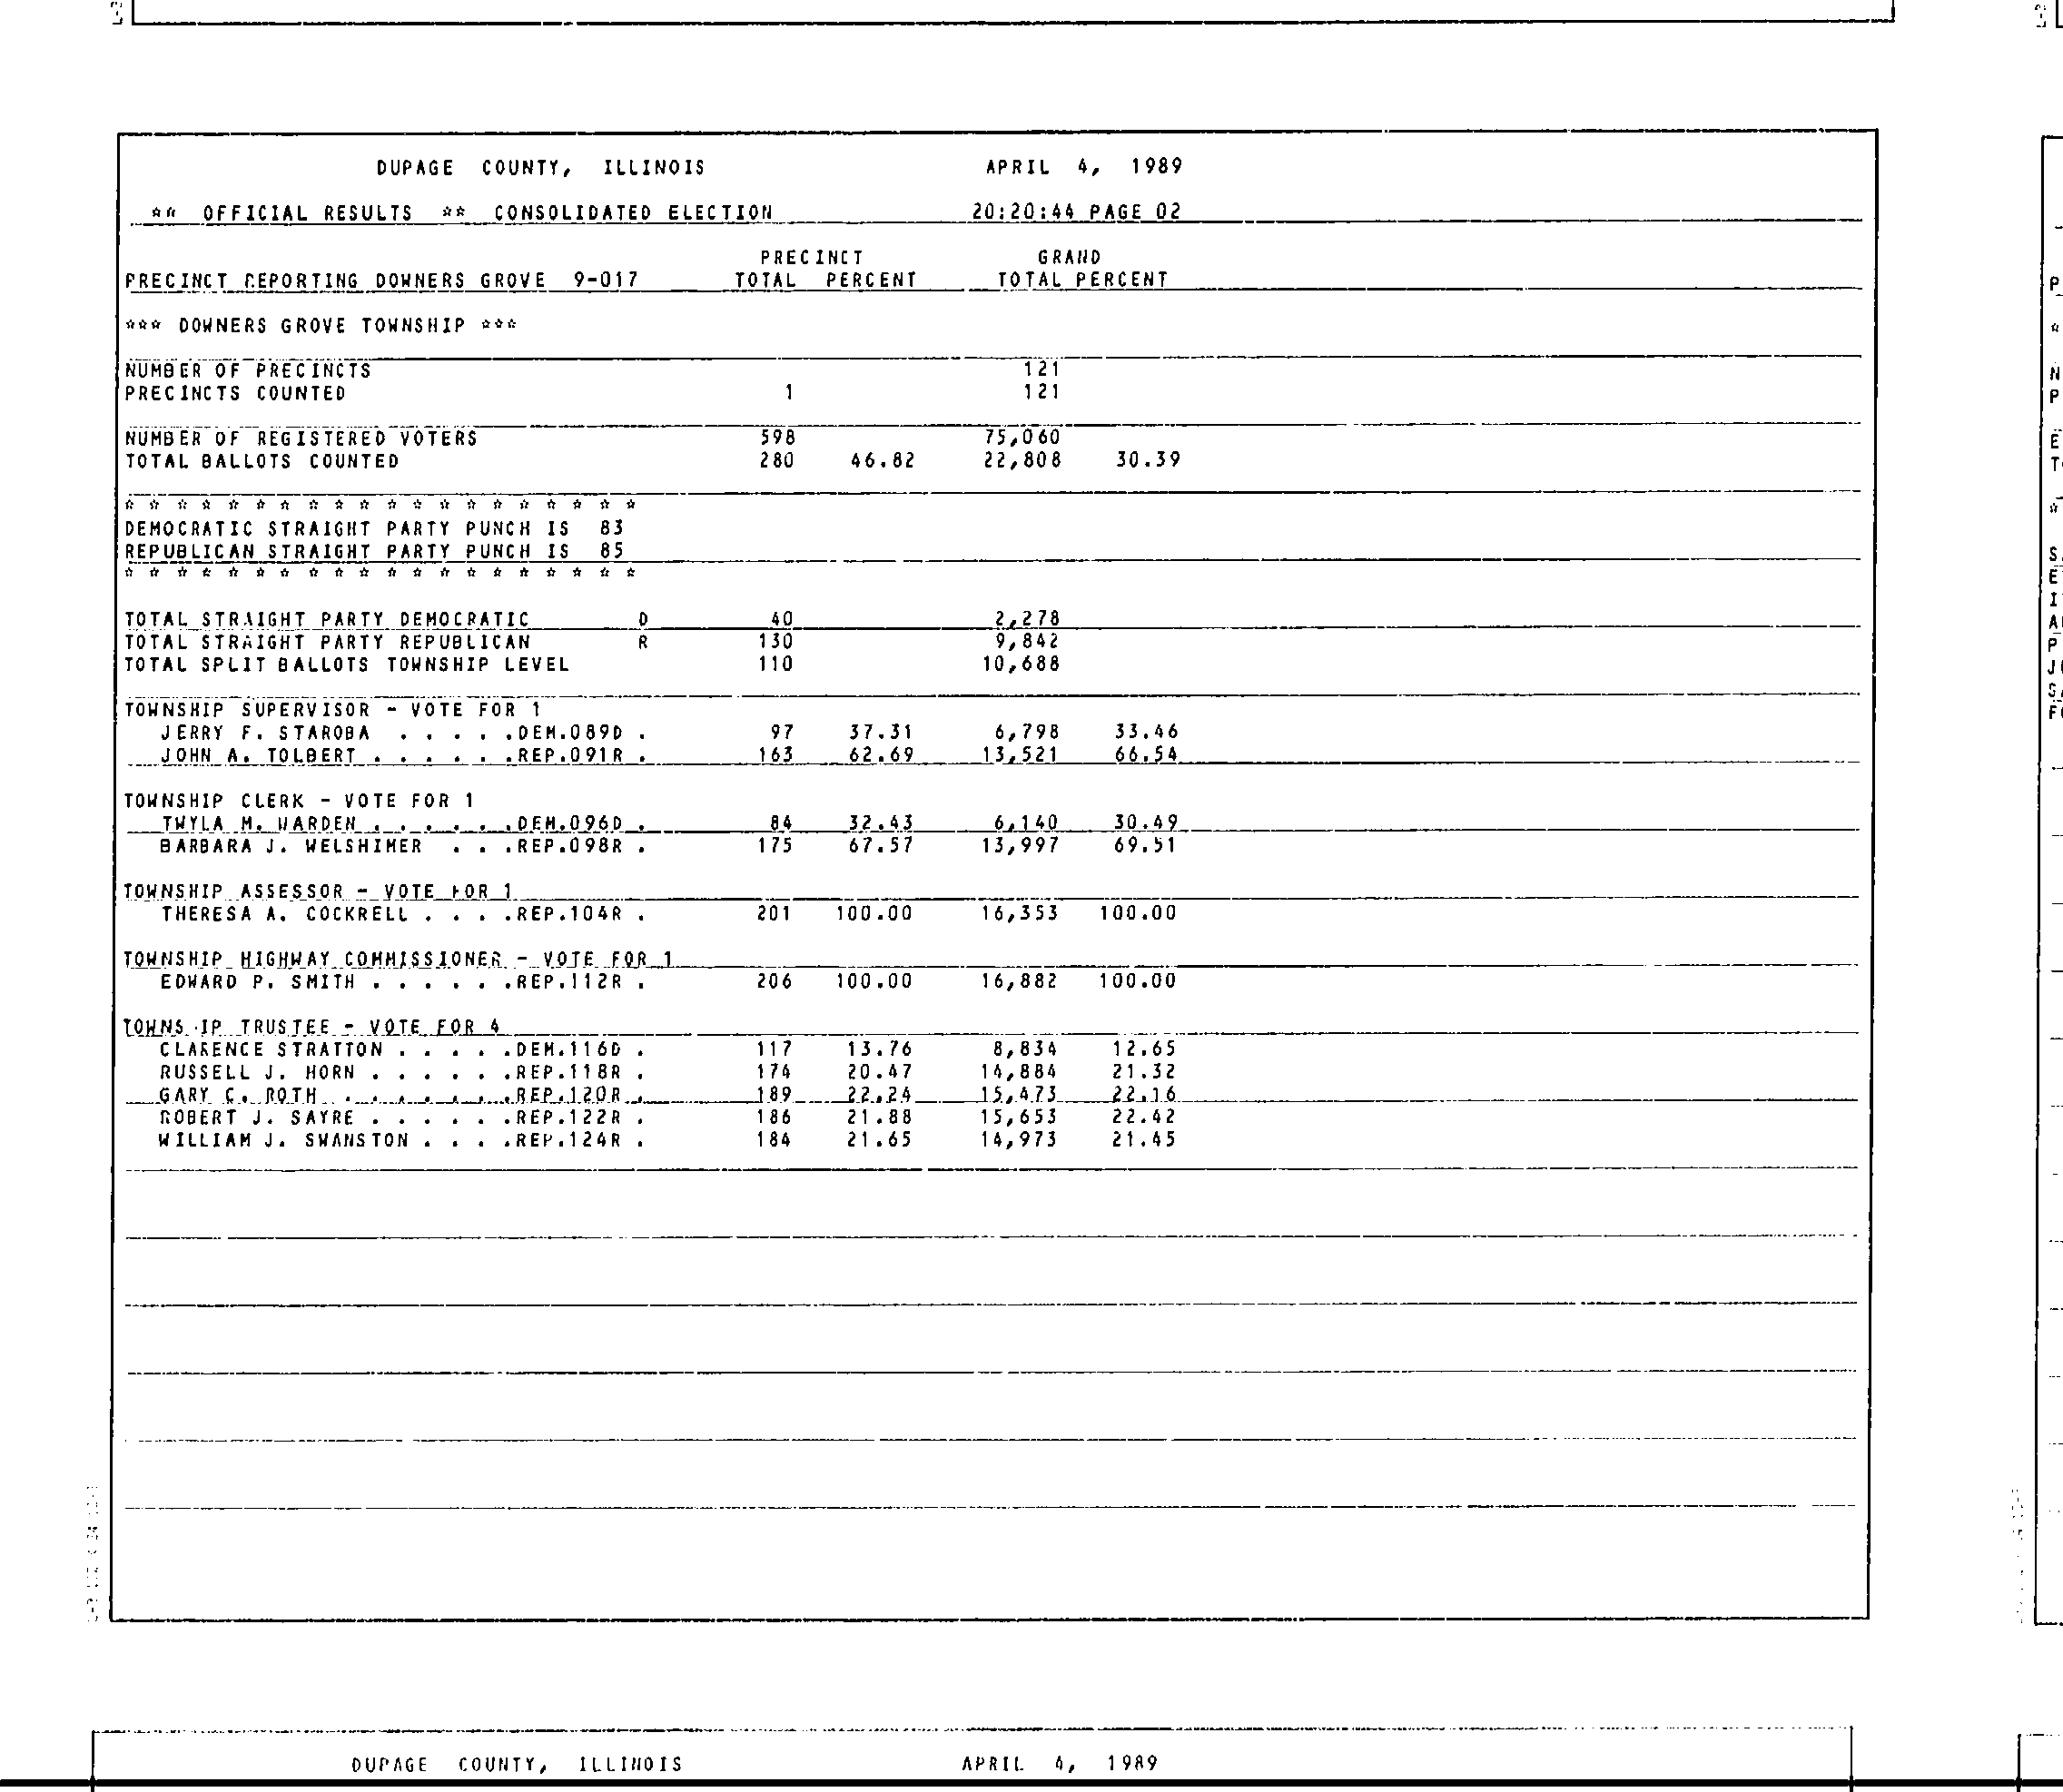 DUPAGE COUNTY, ILLINOIS APRIL 4, 1989
** OFFICIAL RESULTS ** CONSOLIDATED ELECTION 20:20:44 PAGE 02
PRECINCT GRAND
PRECINCT REPORTING DOWNERS GROVE 9-017 TOTAL PERCENT TOTAL PERCENT
*** DOWNERS GROVE TOWNSHIP ***
NUMBER OF PRECINCTS 121
PRECINCTS COUNTED 1 121
NUMBER OF REGISTERED VOTERS 598 75,060
TOTAL BALLOTS COUNTED 280 46.82 22,808 30.39
* * * * * * * * * * * * * * * * * * * *
DEMOCRATIC STRAIGHT PARTY PUNCH IS 83
REPUBLICAN STRAIGHT PARTY PUNCH IS 85
* * * * * * * * * * * * * * * * * * * *
TOTAL STRAIGHT PARTY DEMOCRATIC D 40 2,278
TOTAL STRAIGHT PARTY REPUBLICAN R 130 9,842
TOTAL SPLIT BALLOTS TOWNSHIP LEVEL 110 10,688
TOWNSHIP SUPERVISOR - VOTE FOR 1
JERRY F. STAROBA . . . . .DEM.089D . 97 37.31 6,798 33.46
JOHN A. TOLBERT . . . . . .REP.091R . 163 62.69 13,521 66.54
TOWNSHIP CLERK - VOTE FOR 1
TWYLA M. WARDEN . . . . . .DEM.096D . 84 32.43 6,140 30.49
BARBARA J. WELSHIMER . . .REP.098R . 175 67.57 13,997 69.51
TOWNSHIP ASSESSOR - VOTE FOR 1
THERESA A. COCKRELL . . . .REP.104R . 201 100.00 16,353 100.00
TOWNSHIP HIGHWAY COMMISSIONER - VOTE FOR 1
EDWARD P. SMITH . . . . . .REP.112R . 206 100.00 16,882 100.00
TOWNS IP TRUSTEE - VOTE FOR 4
CLARENCE STRATTON . . . . .DEM.116D . 117 13.76 8,834 12.65
RUSSELL J. HORN . . . . . .REP.118R . 174 20.47 14,884 21.32
GARY C. ROTH . . . . . . . .REP.120R . 189 22.24 15,473 22.16
ROBERT J. SAYRE . . . . . .REP.122R . 186 21.88 15,653 22.42
WILLIAM J. SWANSTON . . . .REP.124R . 184 21.65 14,973 21.45
DUPAGE COUNTY, ILLINOIS APRIL 4, 1989